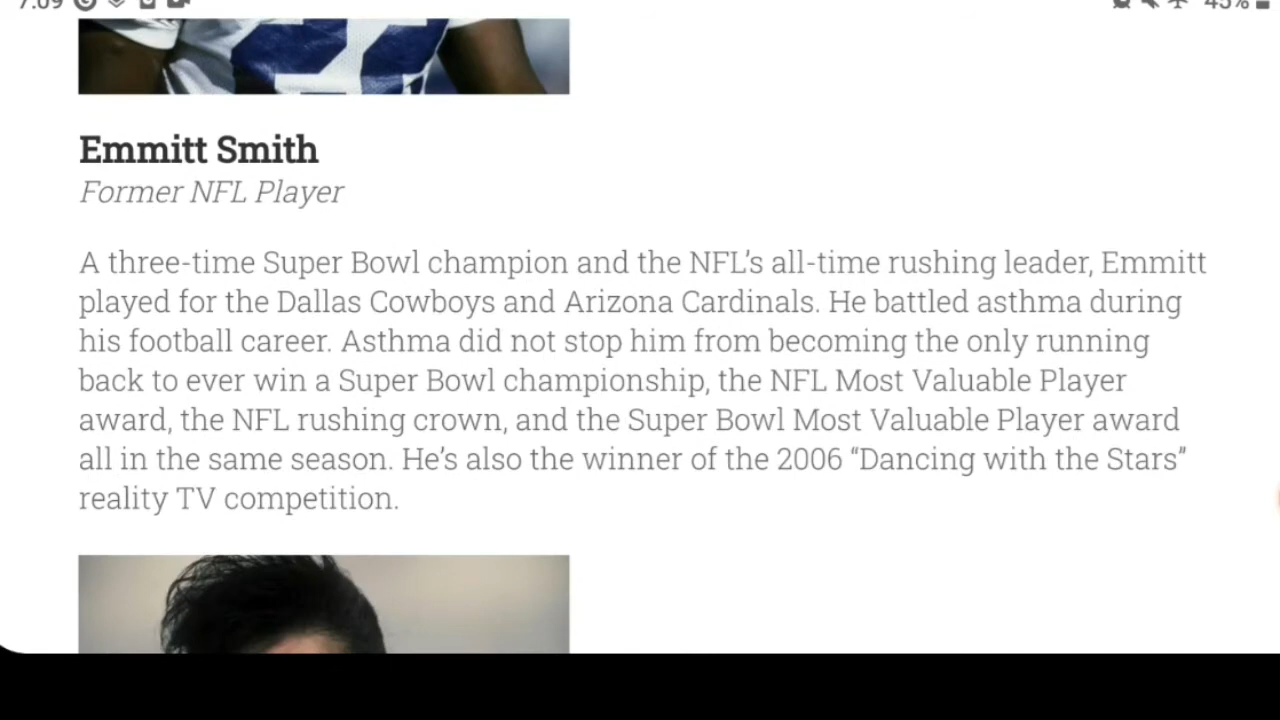 7:09
45%
Emmitt Smith
Former NFL Player
A three-time Super Bowl champion and the NFL’s all-time rushing leader, Emmitt
played for the Dallas Cowboys and Arizona Cardinals. He battled asthma during
his football career. Asthma did not stop him from becoming the only running
back to ever win a Super Bowl championship, the NFL Most Valuable Player
award, the NFL rushing crown, and the Super Bowl Most Valuable Player award
all in the same season. He’s also the winner of the 2006 “Dancing with the Stars”
reality TV competition.